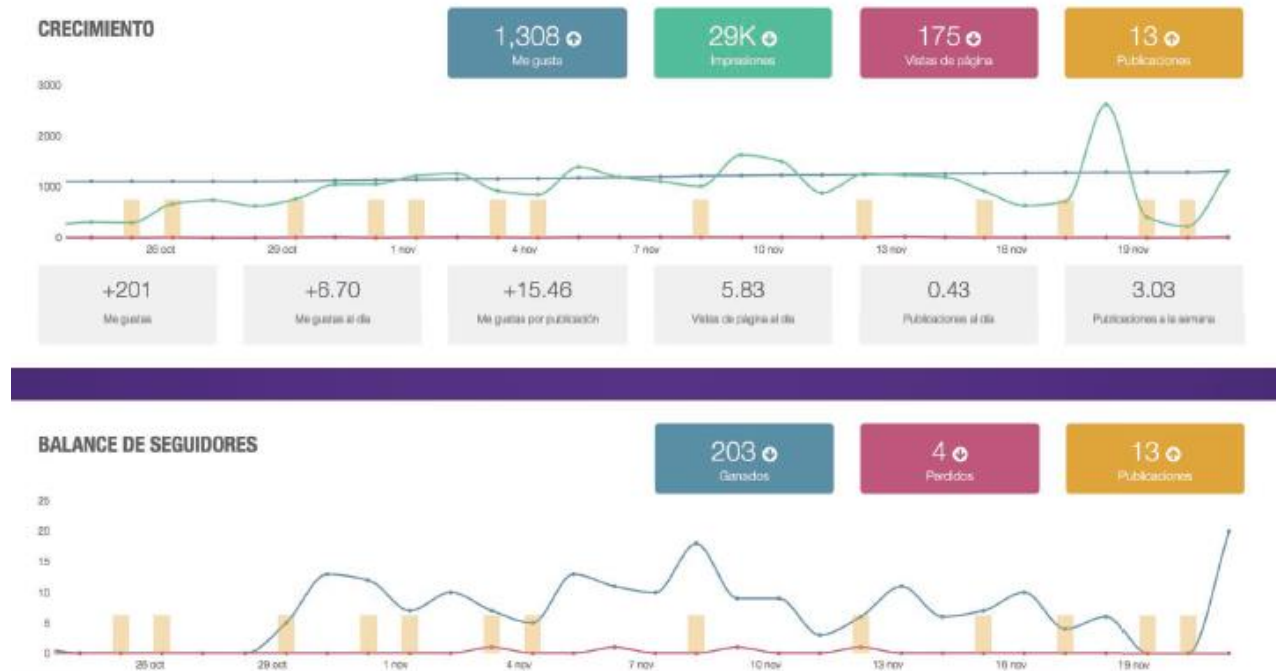 CRECIMIENTO
1,308
Me gusta
29K
Impresiones
175
Vistas de página
13
Publicaciones
3000
2000
1000
0
26 oct
29 oct
1 nov
4 nov
7 nov
10 nov
13 nov
16 nov
19 nov
+201
Me gustas
+6.70
Me gustas al día
+15.46
Me gustas por publicación
5.83
Vistas de página al día
0.43
Publicaciones al día
3.03
Publicaciones a la semana
BALANCE DE SEGUIDORES
203
Ganados
4
Perdidos
13
Publicaciones
25
20
15
10
5
0
26 oct
29 oct
1 nov
4 nov
7 nov
10 nov
13 nov
16 nov
19 nov